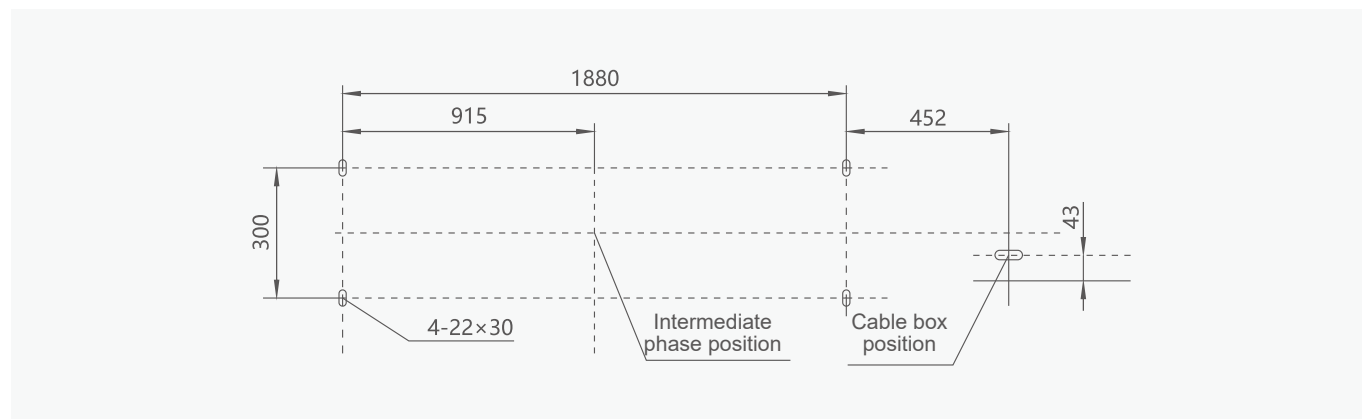 1880
915
452
300
43
4-22×30
Intermediate
phase position
Cable box
position